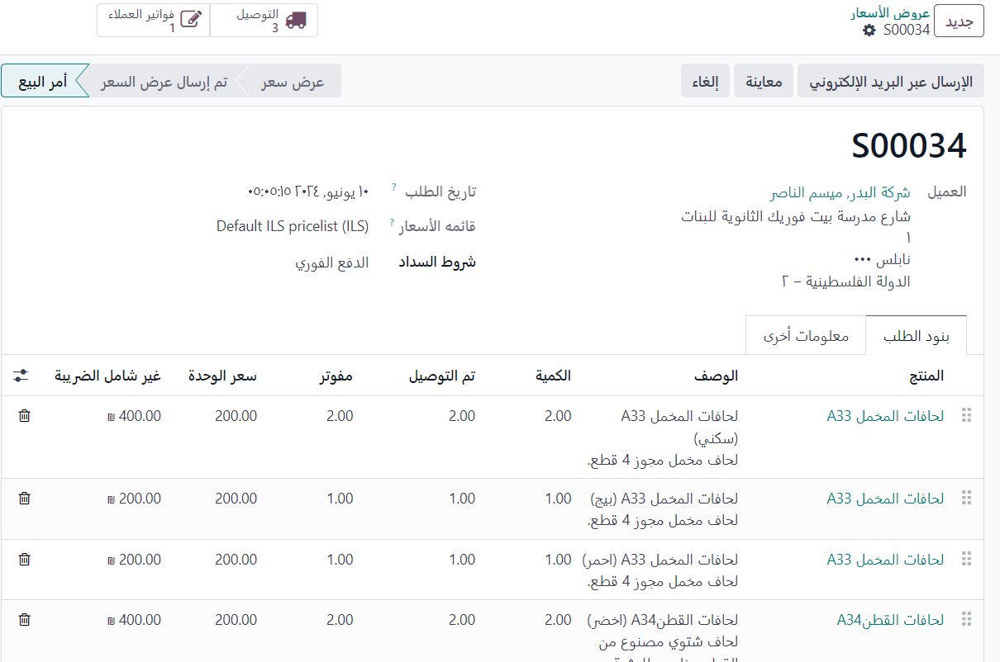 جديد
عروض الأسعار
S00034
التوصيل
3
فواتير العملاء
1
الإرسال عبر البريد الإلكتروني
معاينة
إلغاء
عرض سعر
تم إرسال عرض السعر
أمر البيع
S00034
العميل
شركة البدر, ميسم الناصر
شارع مدرسة بيت فوريك الثانوية للبنات
١
نابلس •••
الدولة الفلسطينية – ٢
تاريخ الطلب ?
١٠ يونيو, ٢٠٢٤ ٠٥:٠٥:١٥
قائمه الأسعار ?
Default ILS pricelist (ILS)
شروط السداد
الدفع الفوري
بنود الطلب
معلومات أخرى
المنتج الوصف الكمية تم التوصيل مفوتر سعر الوحدة غير شامل الضريبة
لحافات المخمل A33 لحافات المخمل A33 2.00 2.00 2.00 200.00 400.00 ₪
(سكني)
لحاف مخمل مجوز 4 قطع.
لحافات المخمل A33 لحافات المخمل A33 (بيج) 1.00 1.00 1.00 200.00 200.00 ₪
لحاف مخمل مجوز 4 قطع.
لحافات المخمل A33 لحافات المخمل A33 (احمر) 1.00 1.00 1.00 200.00 200.00 ₪
لحاف مخمل مجوز 4 قطع.
لحافات القطنA34 لحافات القطنA34 (اخضر) 2.00 2.00 2.00 200.00 400.00 ₪
لحاف شتوي مصنوع من